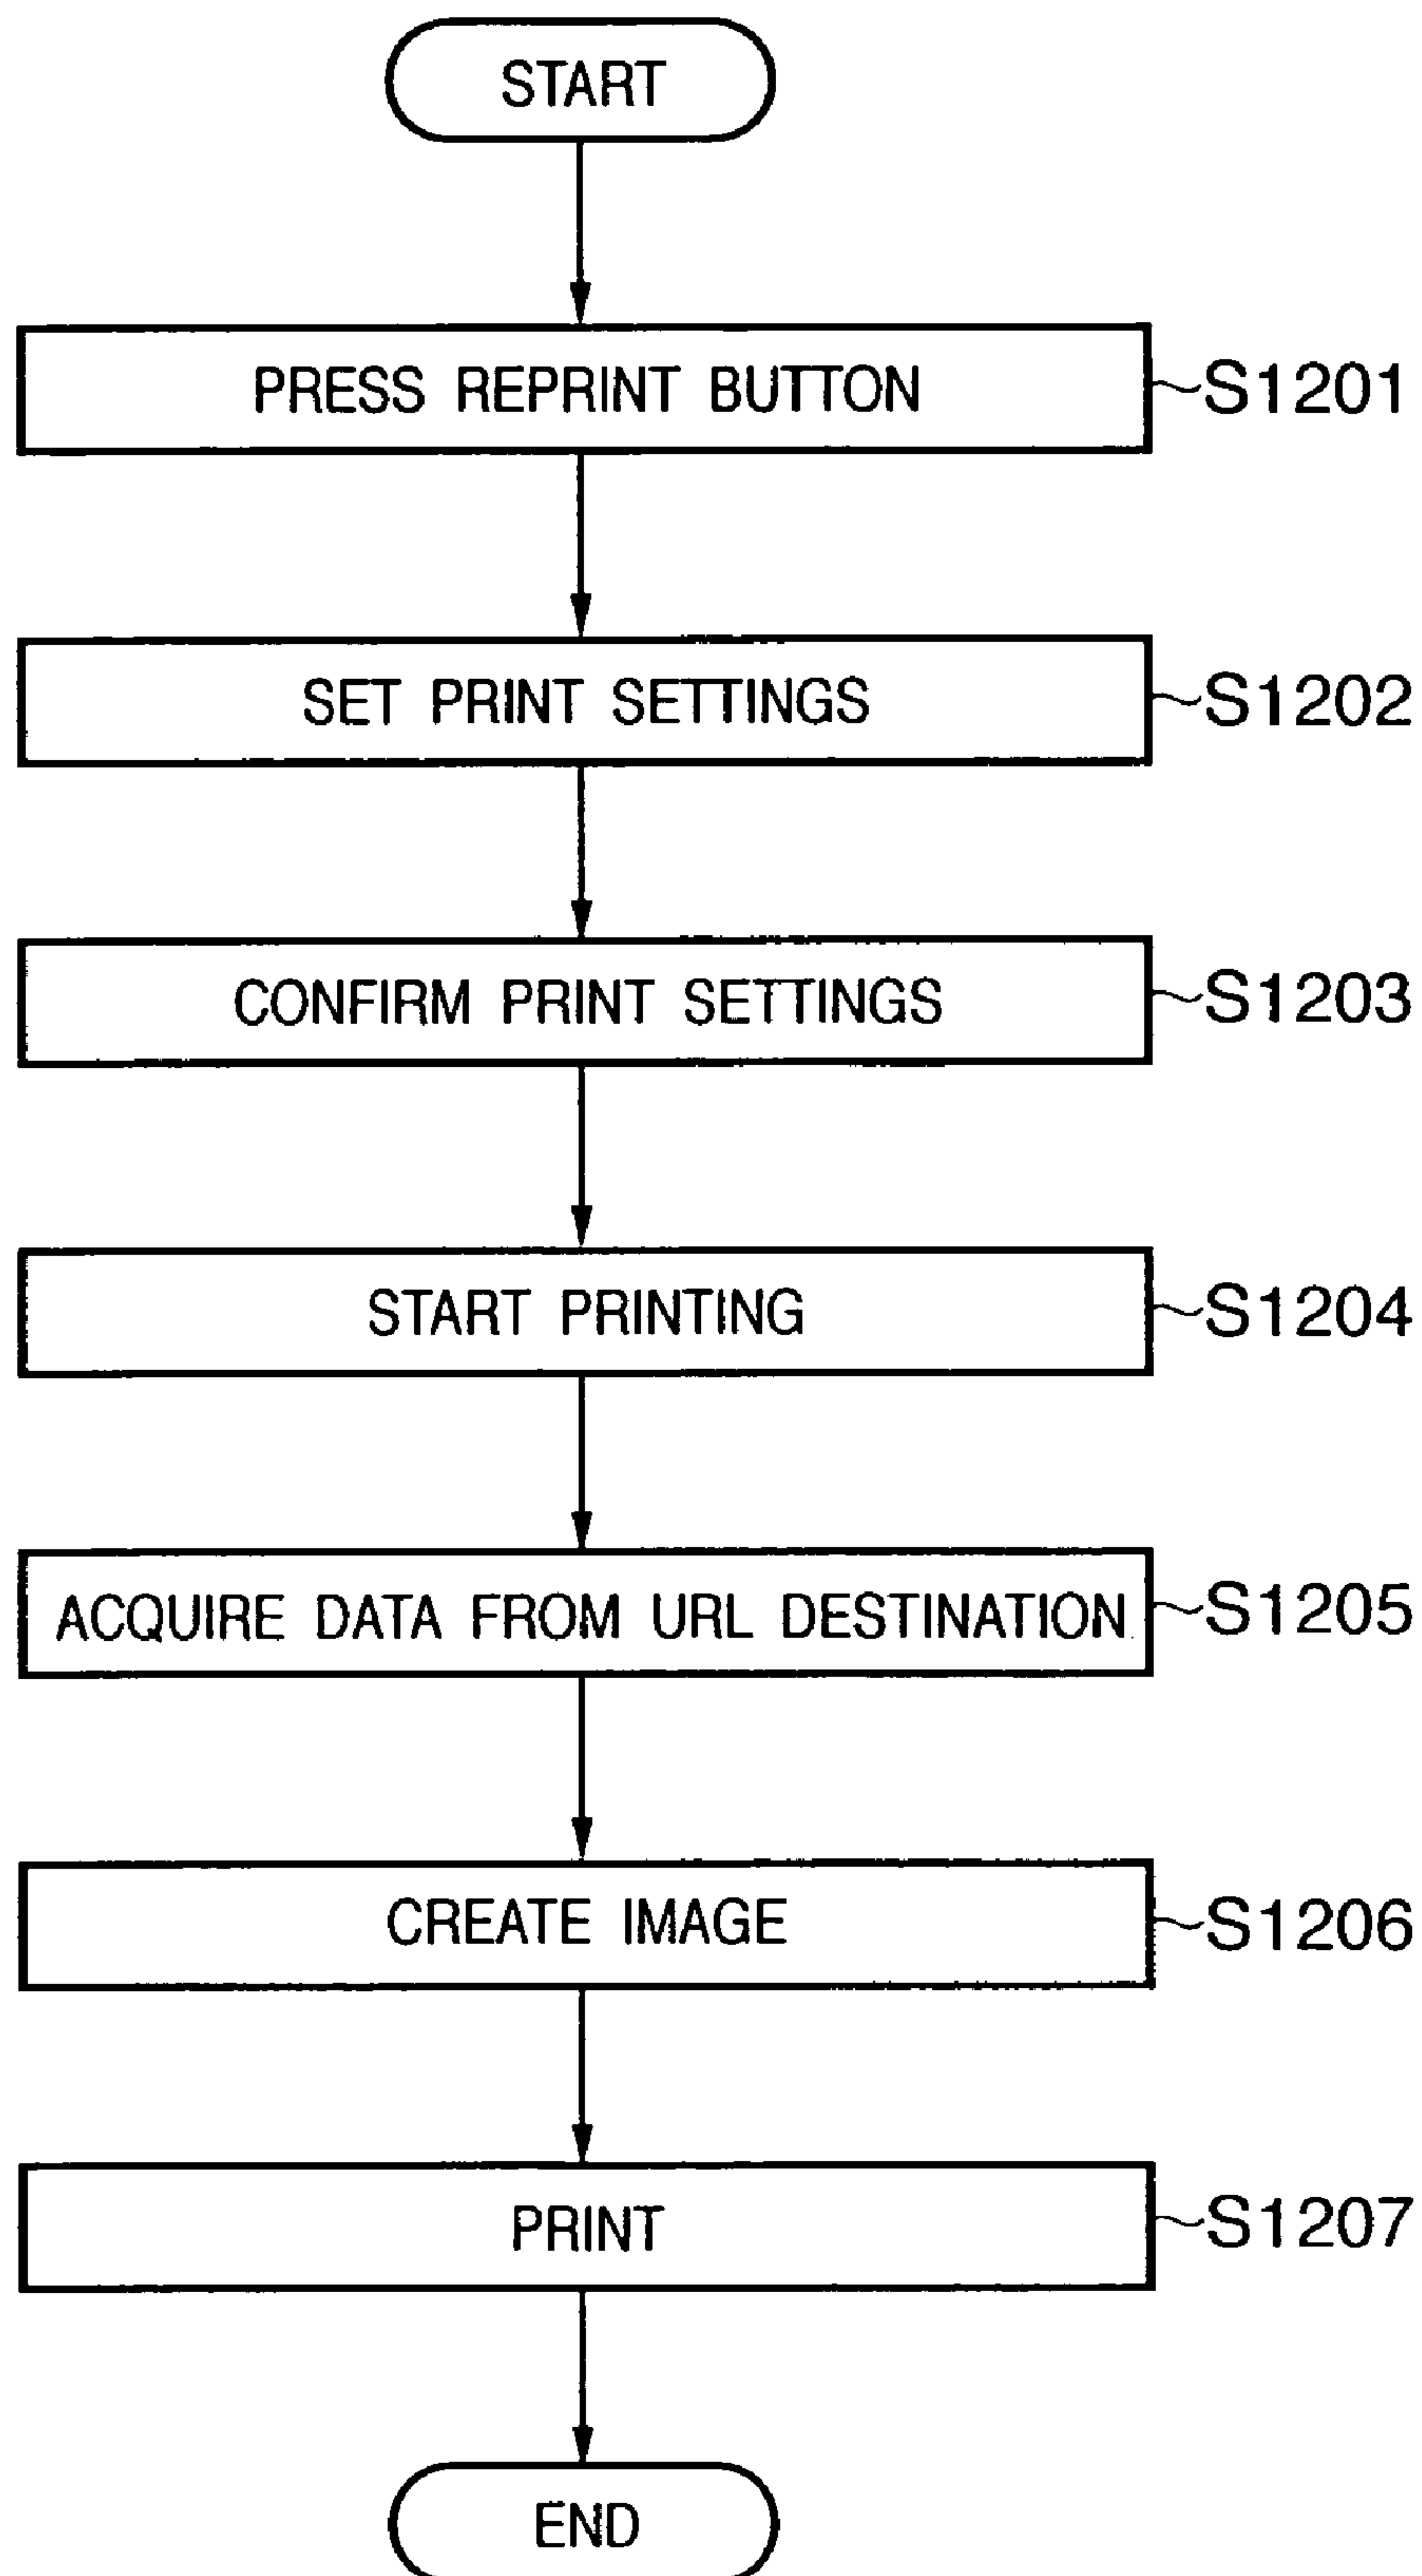 START
PRESS REPRINT BUTTON
S1201
SET PRINT SETTINGS
S1202
CONFIRM PRINT SETTINGS
S1203
START PRINTING
S1204
ACQUIRE DATA FROM URL DESTINATION
S1205
CREATE IMAGE
S1206
PRINT
S1207
END